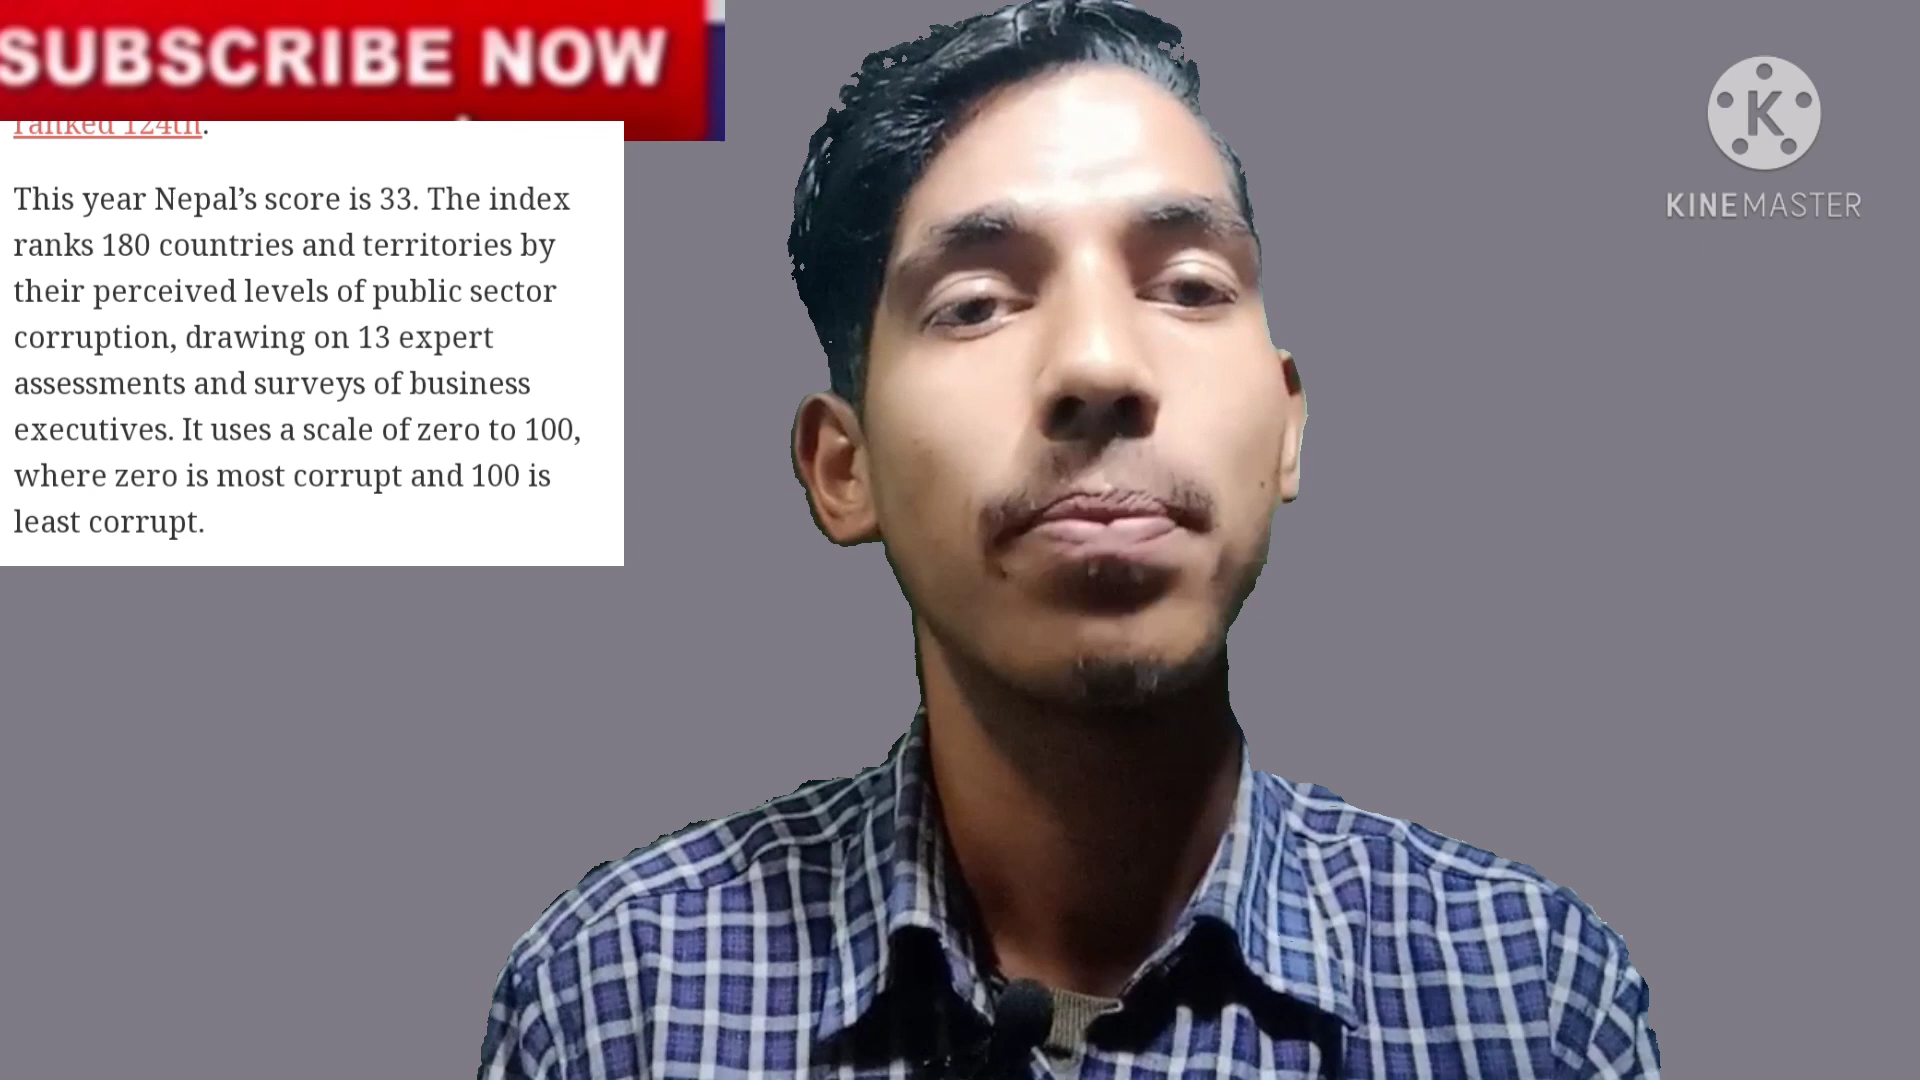 SUBSCRIBE NOW
ranked 124th.
This year Nepal’s score is 33. The index
ranks 180 countries and territories by
their perceived levels of public sector
corruption, drawing on 13 expert
assessments and surveys of business
executives. It uses a scale of zero to 100,
where zero is most corrupt and 100 is
least corrupt.
K
KINEMASTER